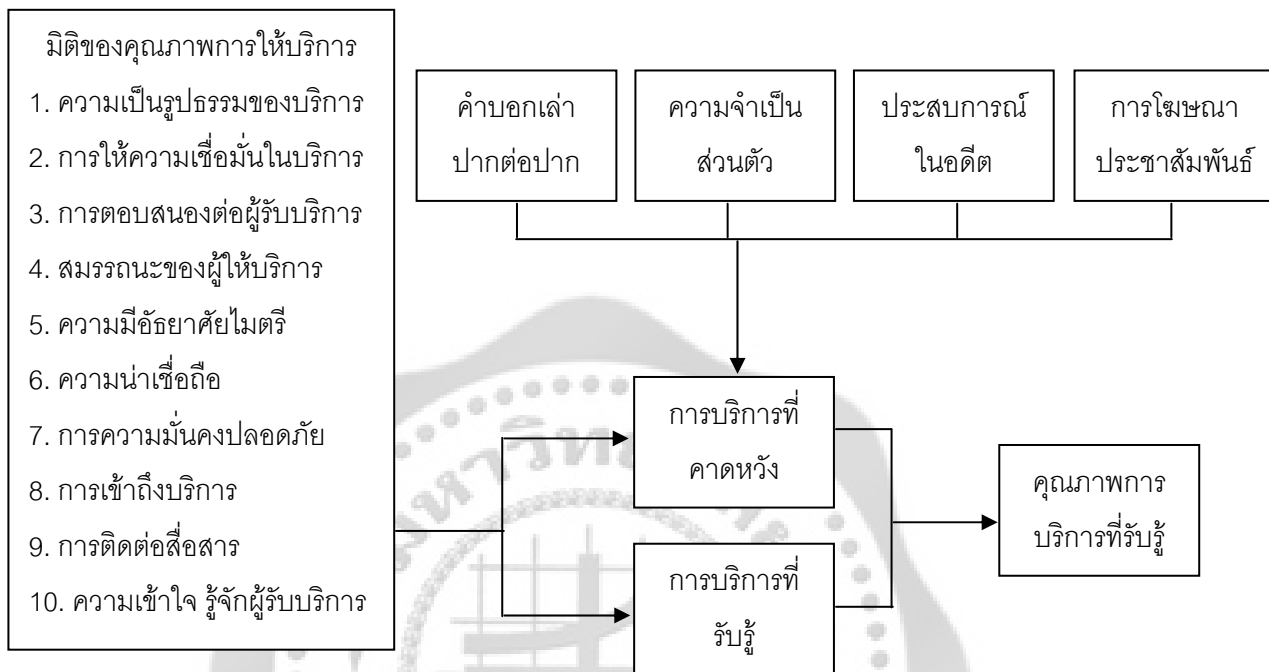 มิติของคุณภาพการให้บริการ
1. ความเป็นรูปธรรมของบริการ
2. การให้ความเชื่อมั่นในบริการ
3. การตอบสนองต่อผู้รับบริการ
4. สมรรถนะของผู้ให้บริการ
5. ความมีอัธยาศัยไมตรี
6. ความน่าเชื่อถือ
7. การความมั่นคงปลอดภัย
8. การเข้าถึงบริการ
9. การติดต่อสื่อสาร
10. ความเข้าใจ รู้จักผู้รับบริการ
คำบอกเล่า
ปากต่อปาก
ความจำเป็น
ส่วนตัว
ประสบการณ์
ในอดีต
การโฆษณา
ประชาสัมพันธ์
การบริการที่
คาดหวัง
การบริการที่
รับรู้
คุณภาพการ
บริการที่รับรู้